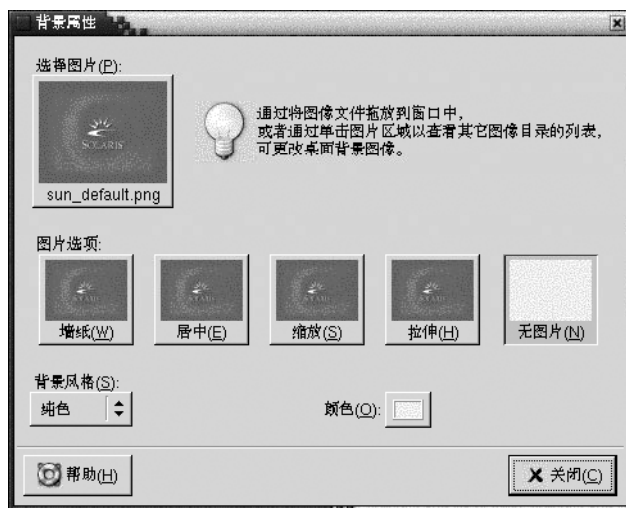 背景属性
选择图片(P):
SOLARIS
sun_default.png
通过将图像文件拖放到窗口中,
或者通过单击图片区域以查看其它图像目录的列表,
可更改桌面背景图像。
图片选项:
墙纸(W)
居中(E)
缩放(S)
拉伸(H)
无图片(N)
背景风格(S):
纯色
颜色(O):
帮助(H)
关闭(C)